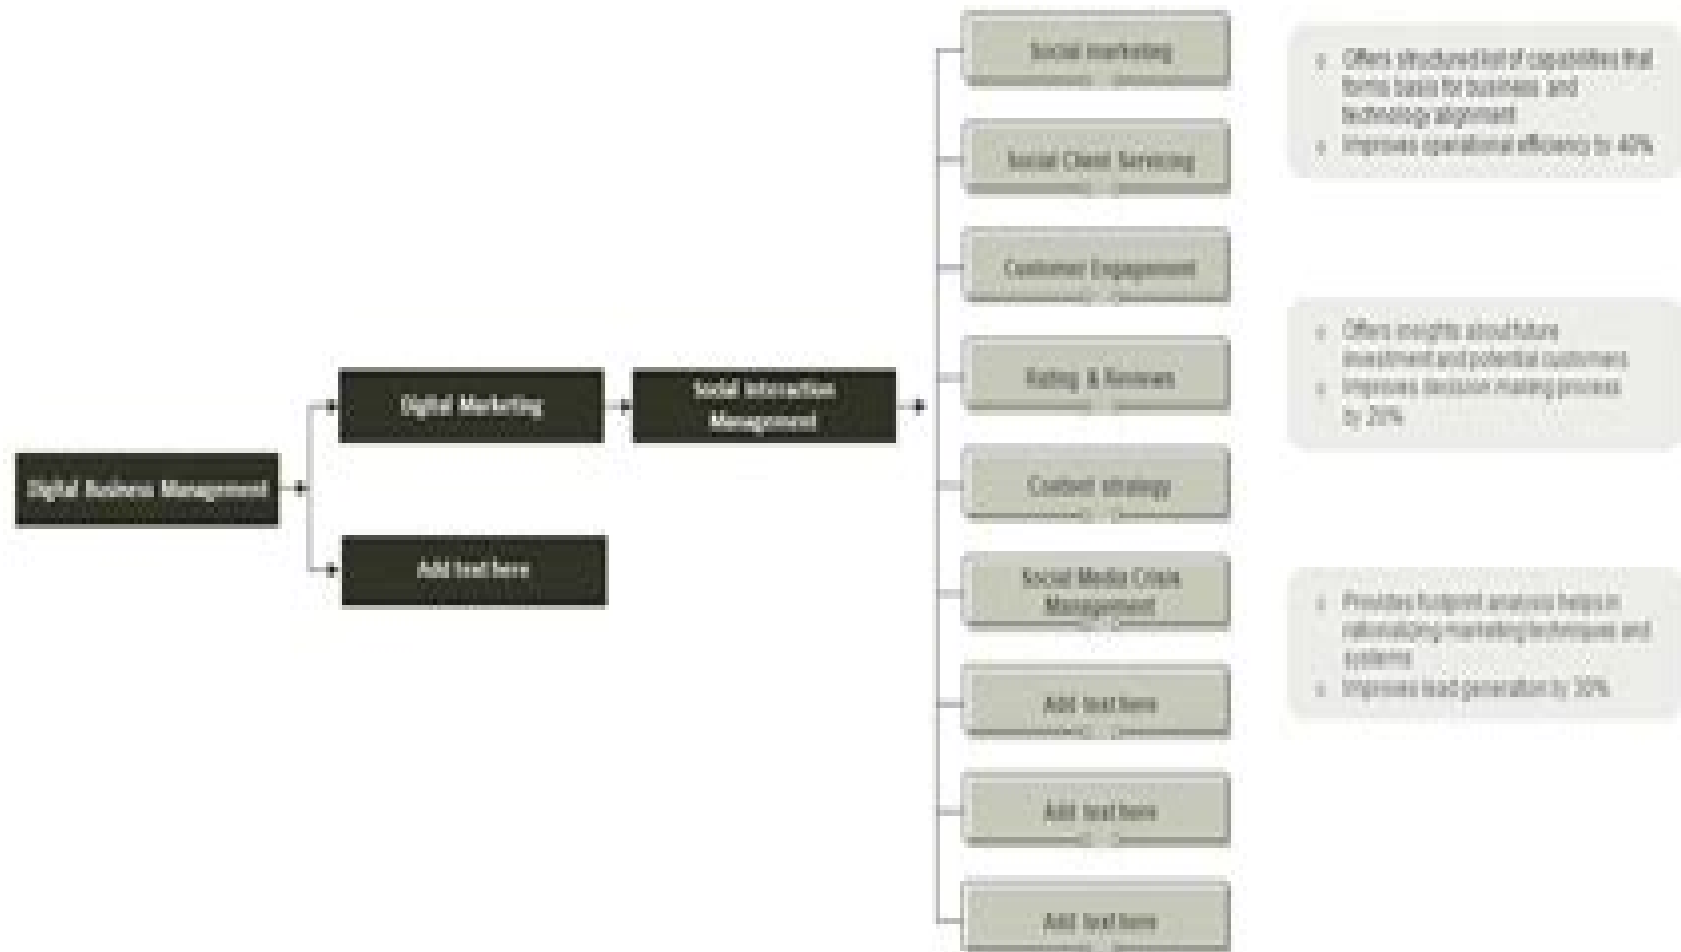 Social marketing
Offers structured list of capabilities that
forms basis for business and
technology alignment
Improves operational efficiency by 40%
Social Client Servicing
Customer Engagement
Offers insights about future
investment and potential customers
Improves decision making process
by 20%
Rating & Reviews
Digital Marketing
Social Interaction
Management
Digital Business Management
Content strategy
Add text here
Social Media Crisis
Management
Provides footprint analysis helps in
rationalizing marketing techniques and
systems
Improves lead generation by 30%
Add text here
Add text here
Add text here